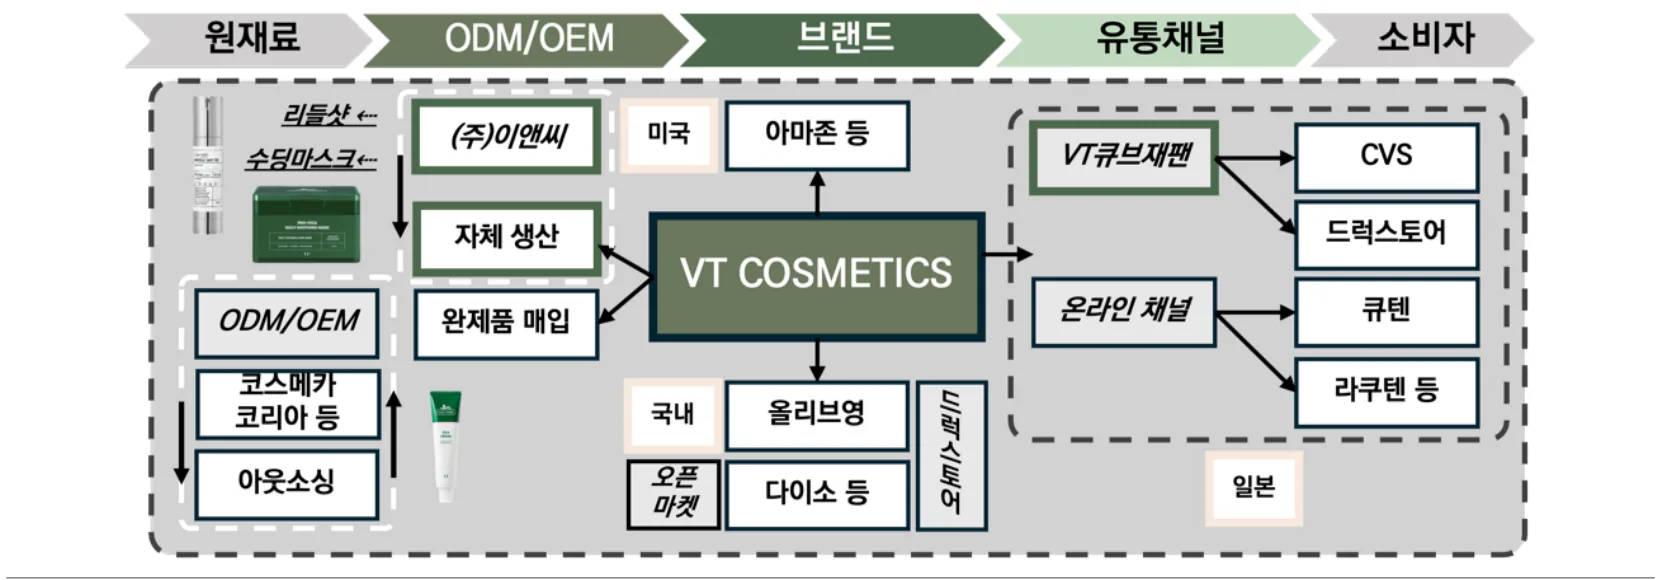 원재료
ODM/OEM
브랜드
유통채널
소비자
리들샷
수딩마스크
(주)이앤씨
자체 생산
완제품 매입
ODM/OEM
코스메카
코리아 등
아웃소싱
미국
아마존 등
VT COSMETICS
국내
올리브영
오픈
마켓
다이소 등
드럭스토어
VT큐브재팬
CVS
드럭스토어
온라인 채널
큐텐
라쿠텐 등
일본